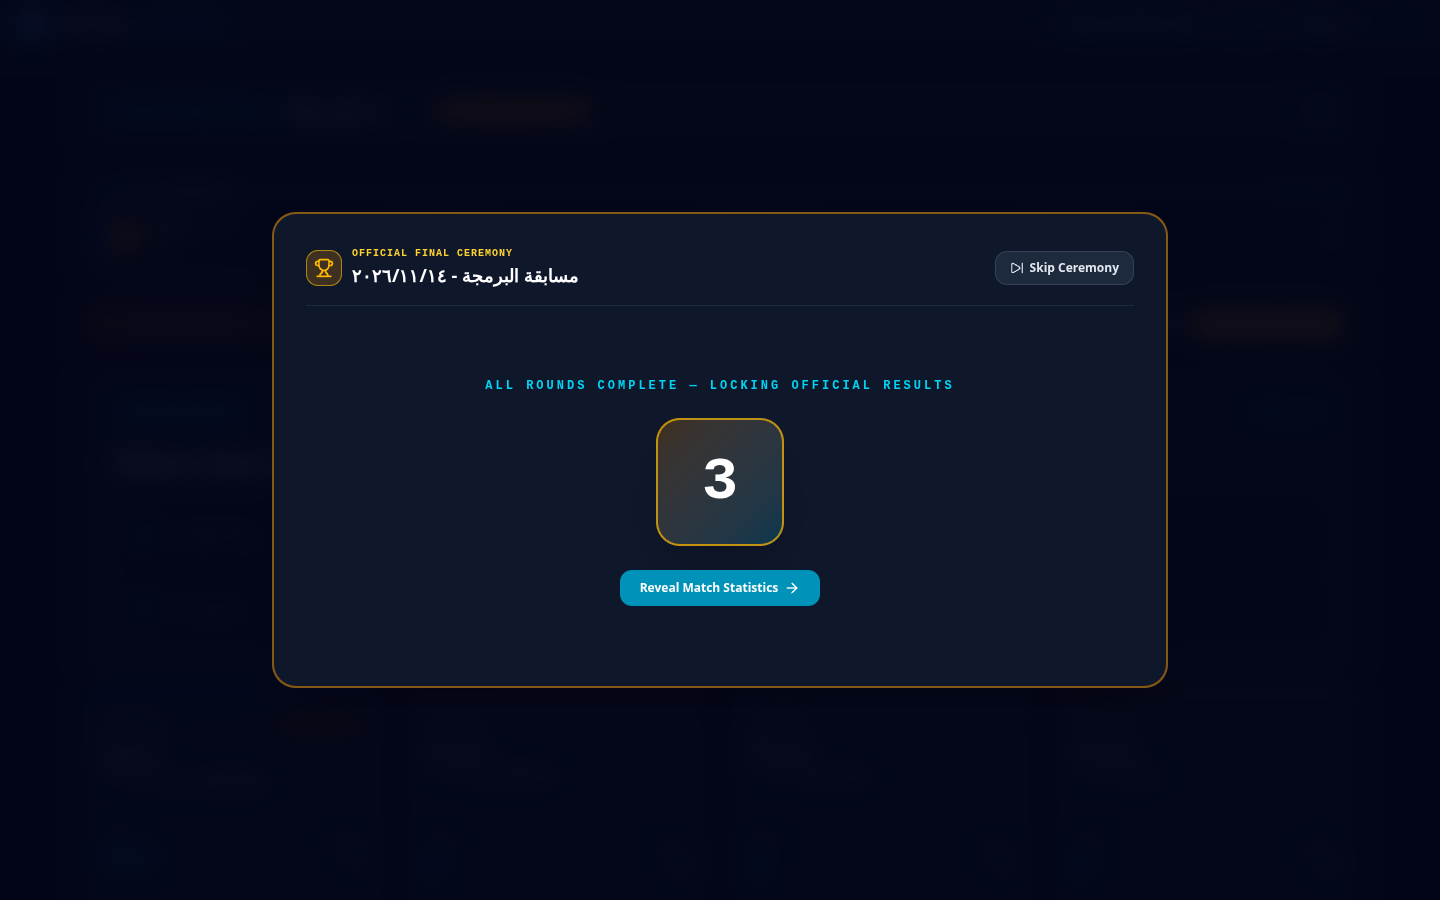 OFFICIAL FINAL CEREMONY
مسابقة البرمجة - ٢٠٢٦/١١/١٤
Skip Ceremony
ALL ROUNDS COMPLETE — LOCKING OFFICIAL RESULTS
3
Reveal Match Statistics